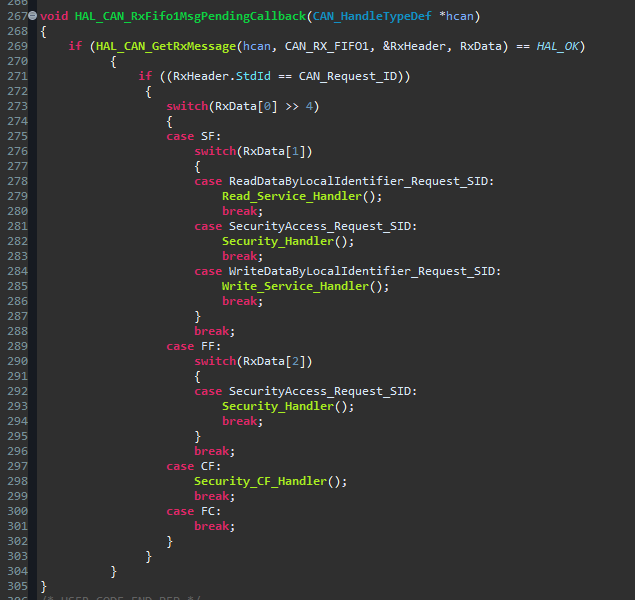 266
267 void HAL_CAN_RxFifo1MsgPendingCallback(CAN_HandleTypeDef *hcan)
268 {
269 if (HAL_CAN_GetRxMessage(hcan, CAN_RX_FIFO1, &RxHeader, RxData) == HAL_OK)
270 {
271 if ((RxHeader.StdId == CAN_Request_ID))
272 {
273 switch(RxData[0] >> 4)
274 {
275 case SF:
276 switch(RxData[1])
277 {
278 case ReadDataByLocalIdentifier_Request_SID:
279 Read_Service_Handler();
280 break;
281 case SecurityAccess_Request_SID:
282 Security_Handler();
283 break;
284 case WriteDataByLocalIdentifier_Request_SID:
285 Write_Service_Handler();
286 break;
287 }
288 break;
289 case FF:
290 switch(RxData[2])
291 {
292 case SecurityAccess_Request_SID:
293 Security_Handler();
294 break;
295 }
296 break;
297 case CF:
298 Security_CF_Handler();
299 break;
300 case FC:
301 break;
302 }
303 }
304 }
305 }
306 /* USER CODE END PFP */